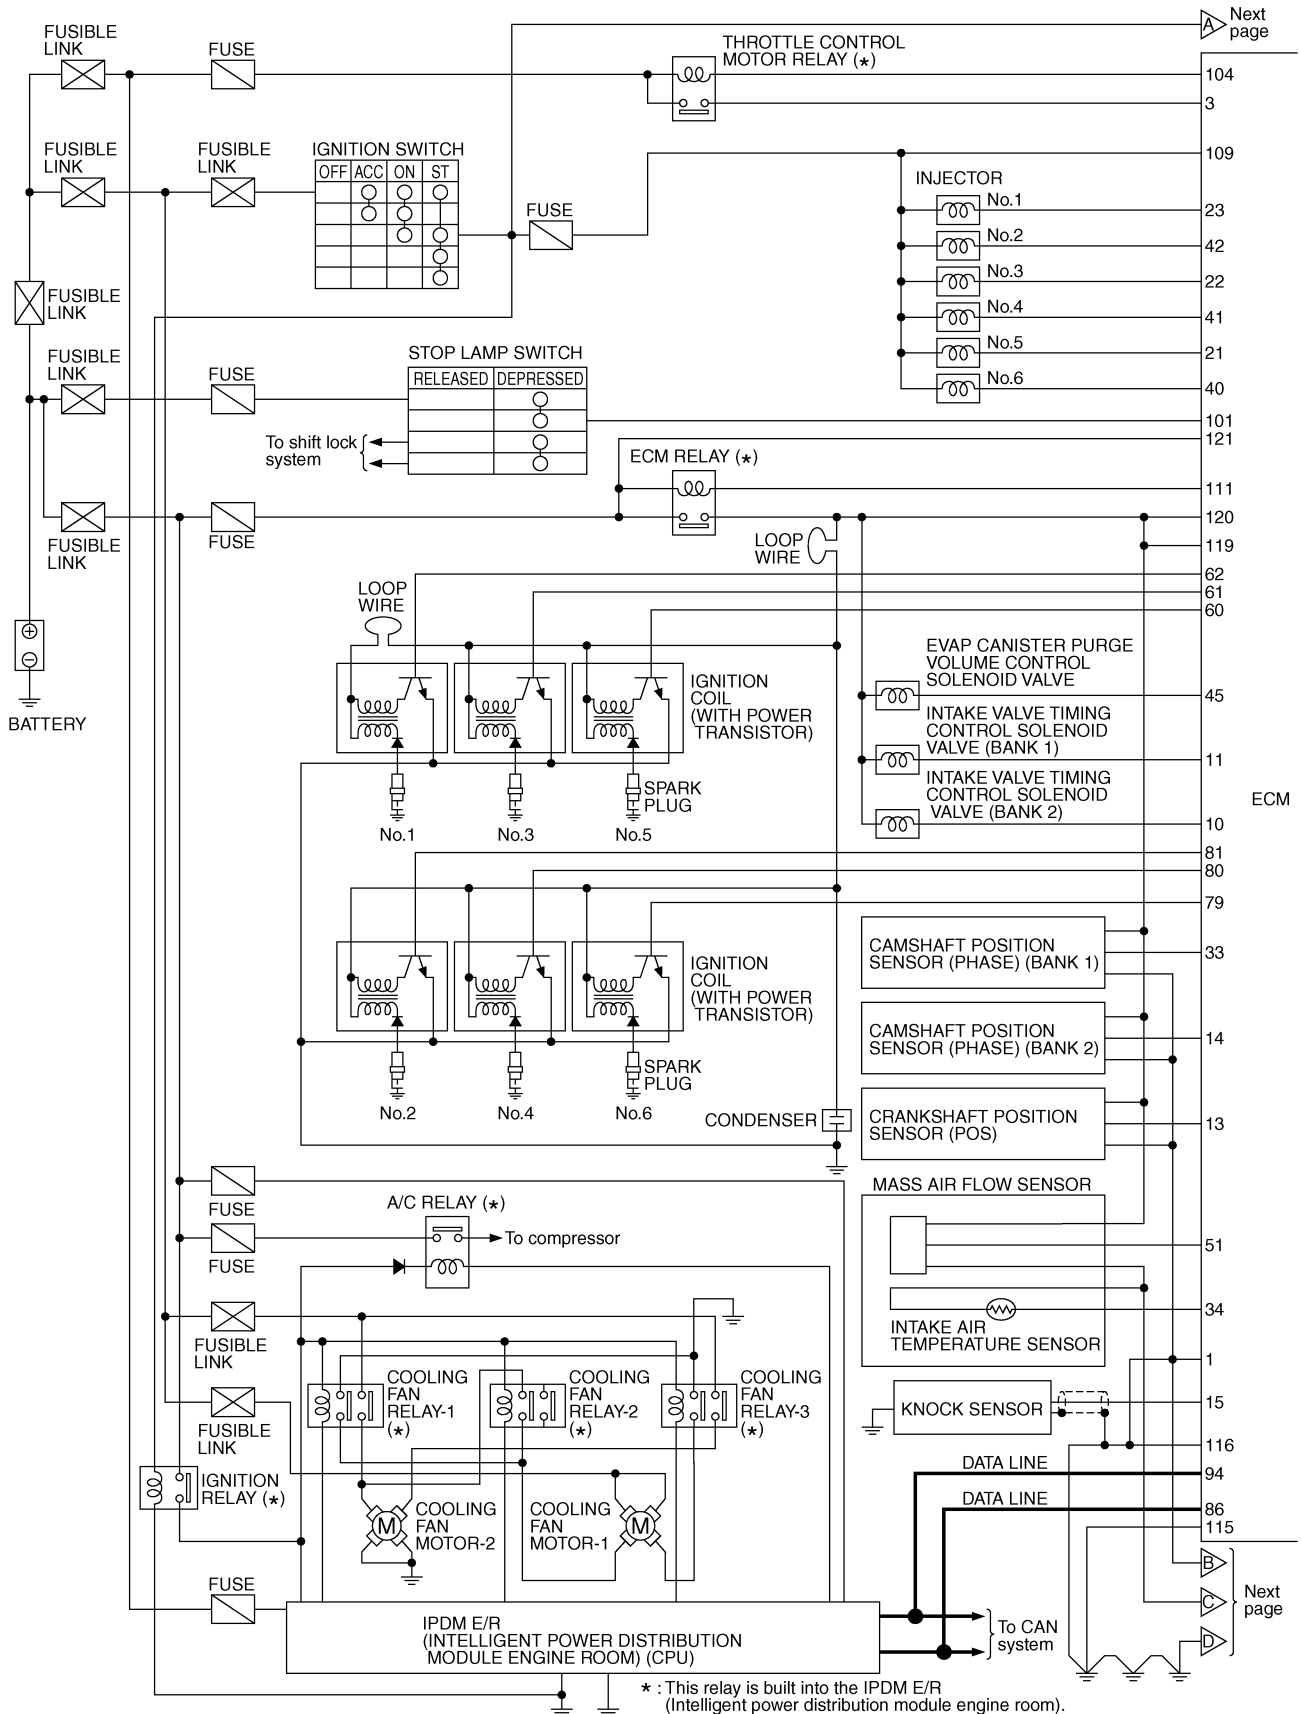 A
Next
page
FUSIBLE
LINK
FUSE
THROTTLE CONTROL
MOTOR RELAY (*)
104
3
FUSIBLE
LINK
FUSIBLE
LINK
IGNITION SWITCH
OFF ACC ON ST
109
INJECTOR
No.1
23
FUSE
No.2
42
No.3
22
FUSIBLE
LINK
No.4
41
No.5
21
No.6
40
FUSIBLE
LINK
FUSE
STOP LAMP SWITCH
RELEASED DEPRESSED
101
121
To shift lock
system
ECM RELAY (*)
111
120
FUSIBLE
LINK
FUSE
LOOP
WIRE
119
62
61
60
LOOP
WIRE
BATTERY
IGNITION
COIL
(WITH POWER
TRANSISTOR)
EVAP CANISTER PURGE
VOLUME CONTROL
SOLENOID VALVE
45
INTAKE VALVE TIMING
CONTROL SOLENOID
VALVE (BANK 1)
11
INTAKE VALVE TIMING
CONTROL SOLENOID
VALVE (BANK 2)
10
ECM
SPARK
PLUG
No.1
No.3
No.5
81
80
79
CAMSHAFT POSITION
SENSOR (PHASE) (BANK 1)
33
IGNITION
COIL
(WITH POWER
TRANSISTOR)
CAMSHAFT POSITION
SENSOR (PHASE) (BANK 2)
14
SPARK
PLUG
No.2
No.4
No.6
CONDENSER
CRANKSHAFT POSITION
SENSOR (POS)
13
FUSE
A/C RELAY (*)
To compressor
FUSE
MASS AIR FLOW SENSOR
51
34
INTAKE AIR
TEMPERATURE SENSOR
FUSIBLE
LINK
1
COOLING
FAN
RELAY-1
(*)
COOLING
FAN
RELAY-2
(*)
COOLING
FAN
RELAY-3
(*)
KNOCK SENSOR
15
FUSIBLE
LINK
116
IGNITION
RELAY (*)
DATA LINE
94
DATA LINE
86
115
M
COOLING
FAN
MOTOR-2
COOLING
FAN
MOTOR-1
M
B
C
D
Next
page
FUSE
IPDM E/R
(INTELLIGENT POWER DISTRIBUTION
MODULE ENGINE ROOM) (CPU)
To CAN
system
* : This relay is built into the IPDM E/R
(Intelligent power distribution module engine room).